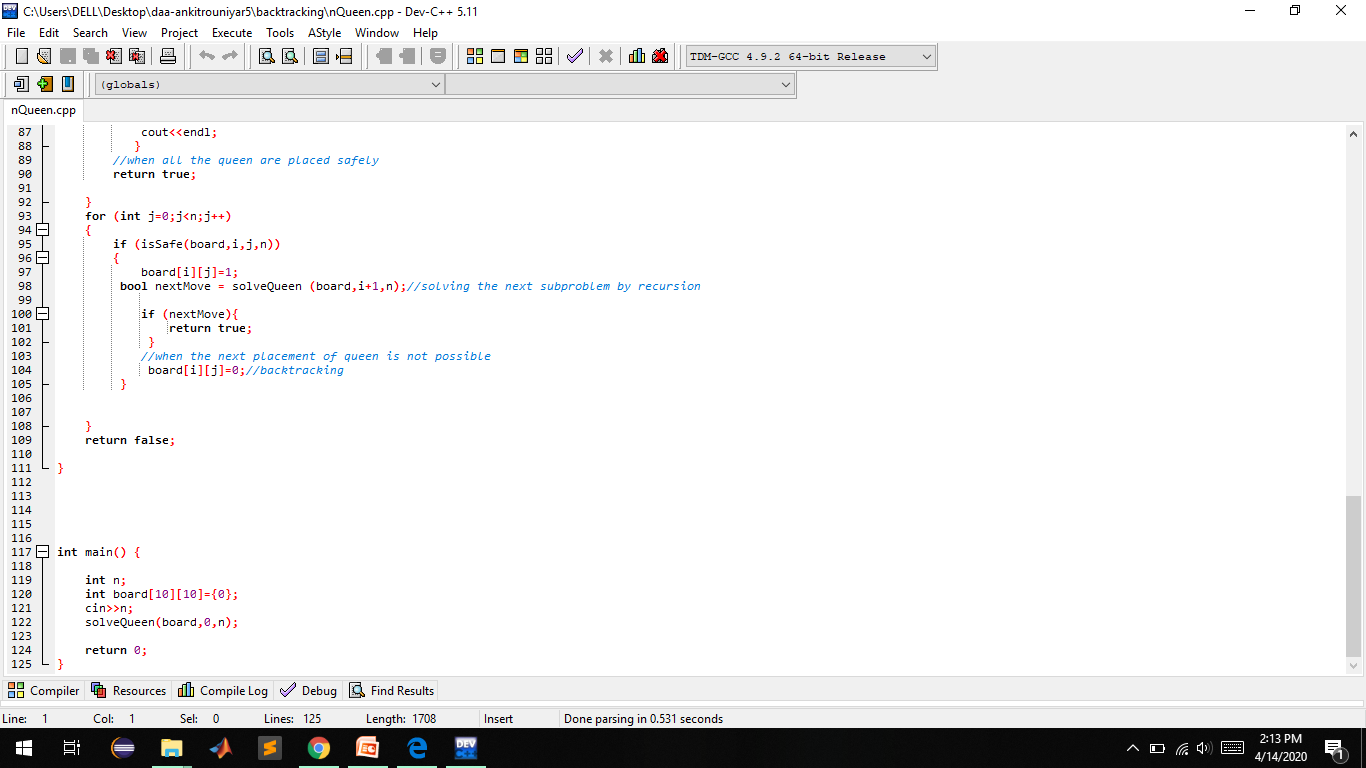 C:\Users\DELL\Desktop\daa-ankitrouniyar5\backtracking\nQueen.cpp - Dev-C++ 5.11
File Edit Search View Project Execute Tools AStyle Window Help
TDM-GCC 4.9.2 64-bit Release
(globals)
nQueen.cpp
87 cout<<endl;
88 }
89 //when all the queen are placed safely
90 return true;
91
92 }
93 for (int j=0;j<n;j++)
94 {
95 if (isSafe(board,i,j,n))
96 {
97 board[i][j]=1;
98 bool nextMove = solveQueen (board,i+1,n);//solving the next subproblem by recursion
99
100 if (nextMove){
101 return true;
102 }
103 //when the next placement of queen is not possible
104 board[i][j]=0;//backtracking
105 }
106
107
108 }
109 return false;
110
111 }
112
113
114
115
116
117 int main() {
118
119 int n;
120 int board[10][10]={0};
121 cin>>n;
122 solveQueen(board,0,n);
123
124 return 0;
125 }
Compiler Resources Compile Log Debug Find Results
Line: 1 Col: 1 Sel: 0 Lines: 125 Length: 1708 Insert Done parsing in 0.531 seconds
DEV
2:13 PM
4/14/2020
1